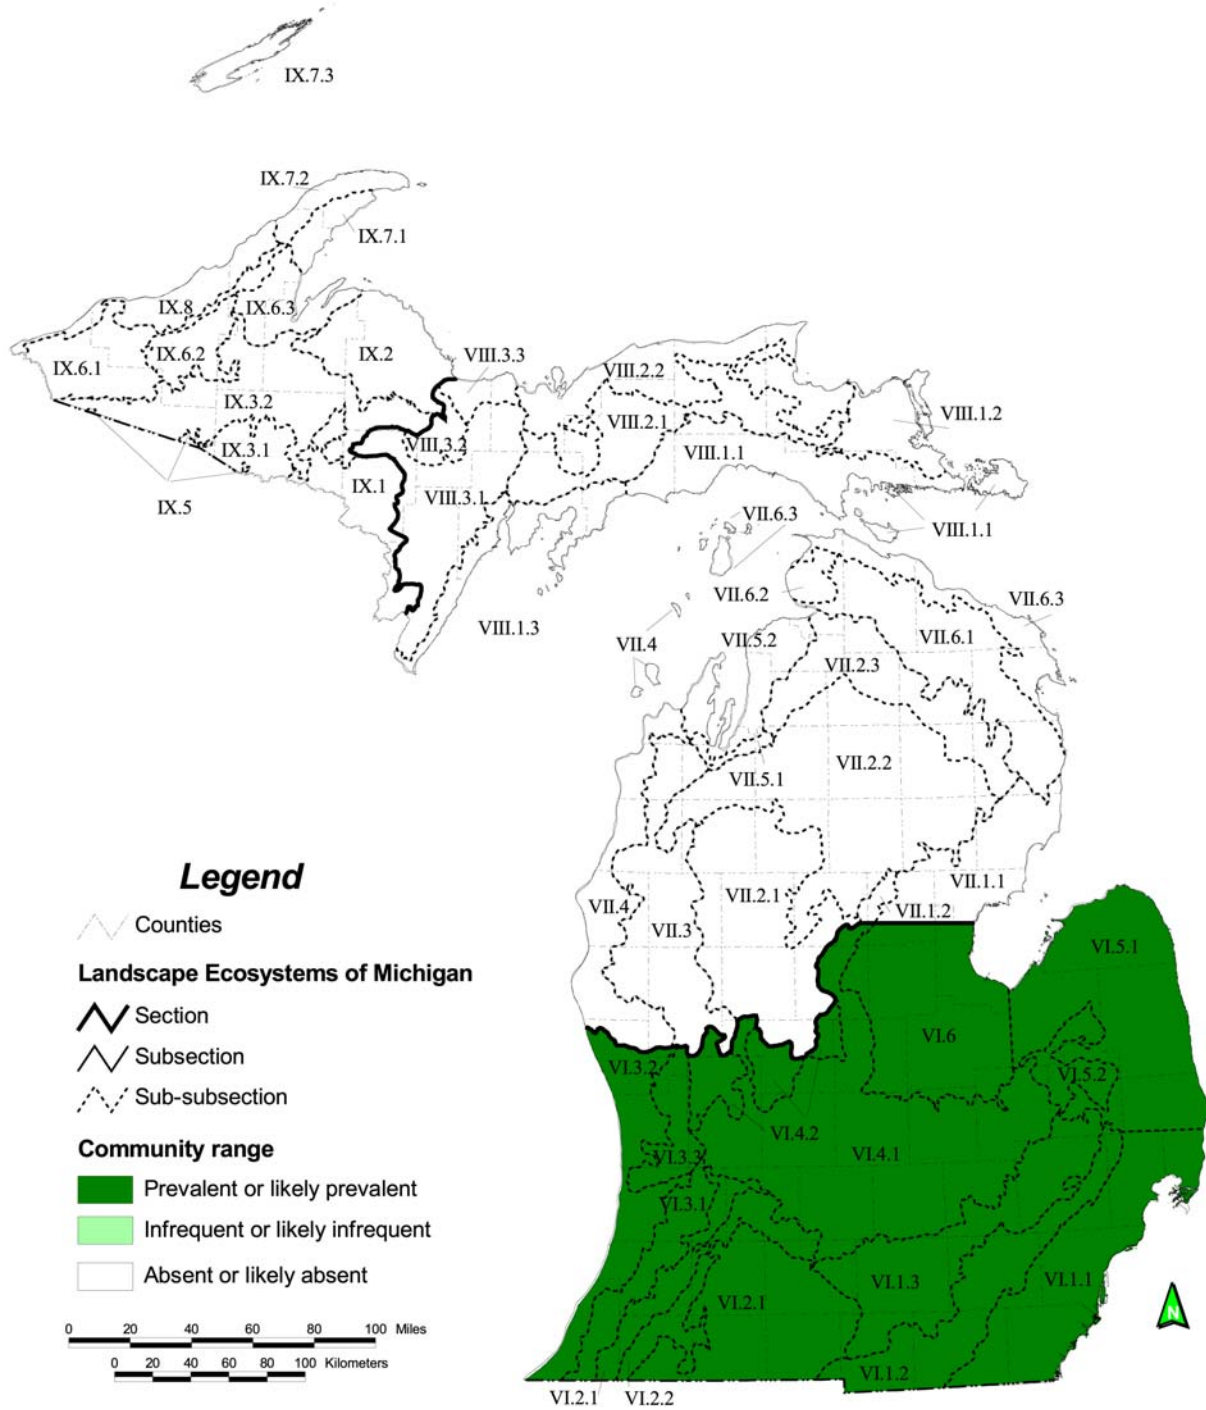 IX.7.3
IX.7.2
IX.7.1
IX.8
IX.6.3
IX.6.1
IX.6.2
IX.2
VIII.3.3
VIII.2.2
IX.3.2
VIII.2.1
VIII.1.2
IX.3.1
VIII.3.2
VIII.1.1
IX.5
IX.1
VIII.3.1
VII.6.3
VIII.1.1
VII.6.2
VII.6.3
VIII.1.3
VII.4
VII.5.2
VII.6.1
VII.2.3
VII.5.1
VII.2.2
Legend
Counties
Landscape Ecosystems of Michigan
Section
Subsection
Sub-subsection
Community range
Prevalent or likely prevalent
Infrequent or likely infrequent
Absent or likely absent
0 20 40 60 80 100 Miles
0 20 40 60 80 100 Kilometers
VII.1.1
VII.4
VII.2.1
VII.1.2
VII.3
VI.5.1
VI.6
VI.3.2
VI.5.2
VI.4.2
VI.3.3
VI.4.1
VI.3.1
VI.1.3
VI.1.1
VI.2.1
N
VI.1.2
VI.2.1
VI.2.2